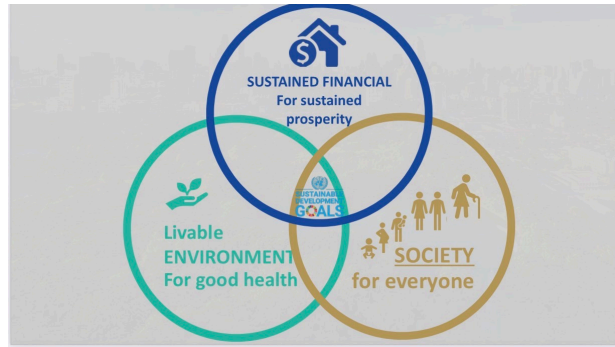 $
SUSTAINED FINANCIAL
For sustained
prosperity
SUSTAINABLE
DEVELOPMENT
GOALS
Livable
ENVIRONMENT
For good health
SOCIETY
for everyone